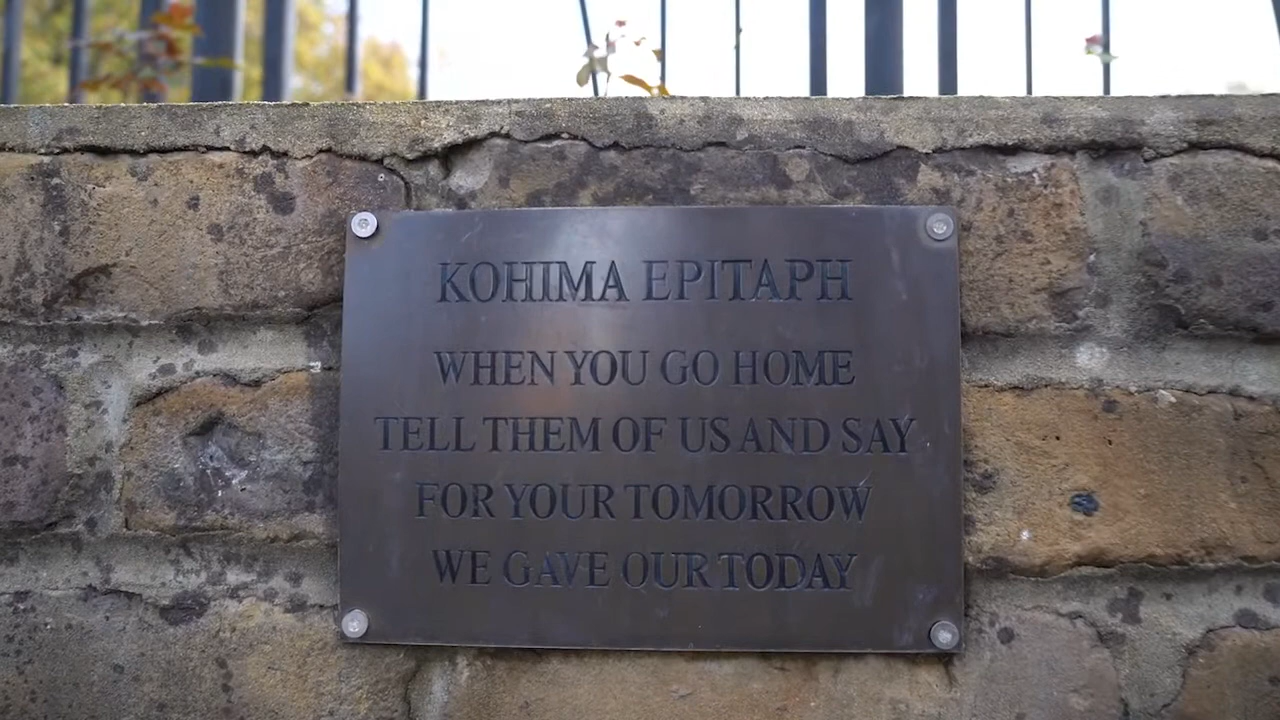 KOHIMA EPITAPH
WHEN YOU GO HOME
TELL THEM OF US AND SAY
FOR YOUR TOMORROW
WE GAVE OUR TODAY